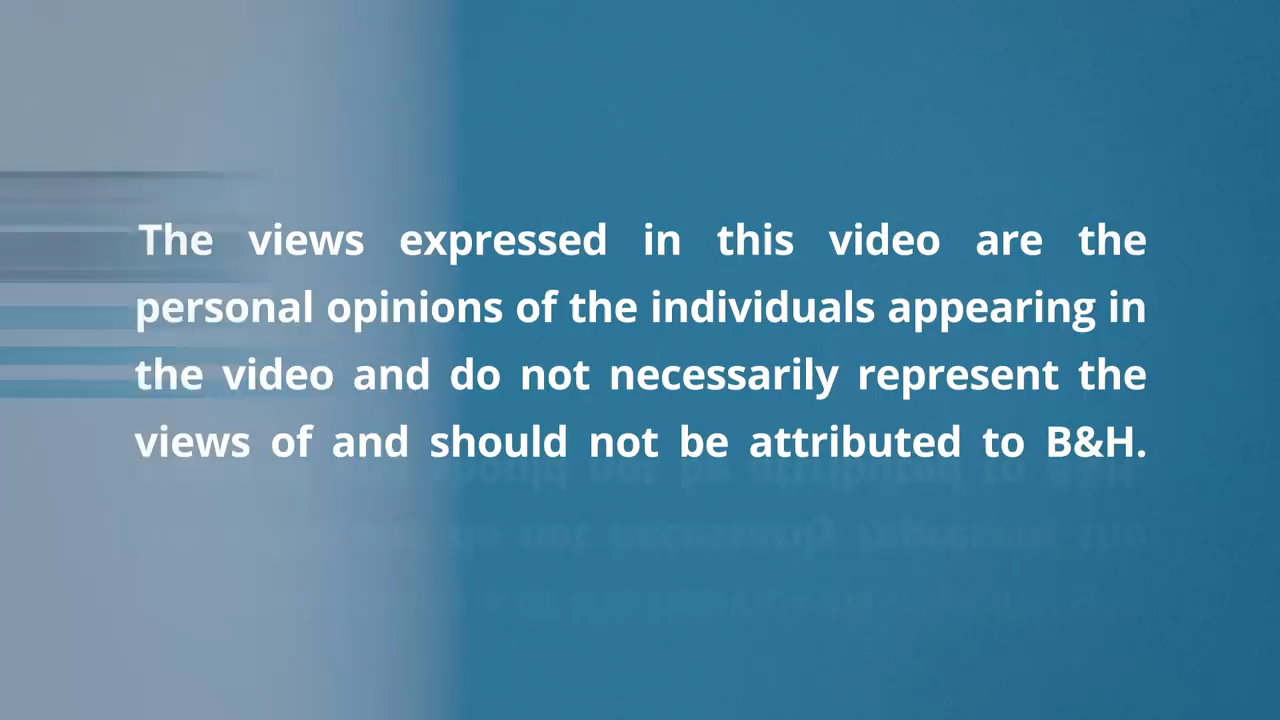 The views expressed in this video are the
personal opinions of the individuals appearing in
the video and do not necessarily represent the
views of and should not be attributed to B&H.